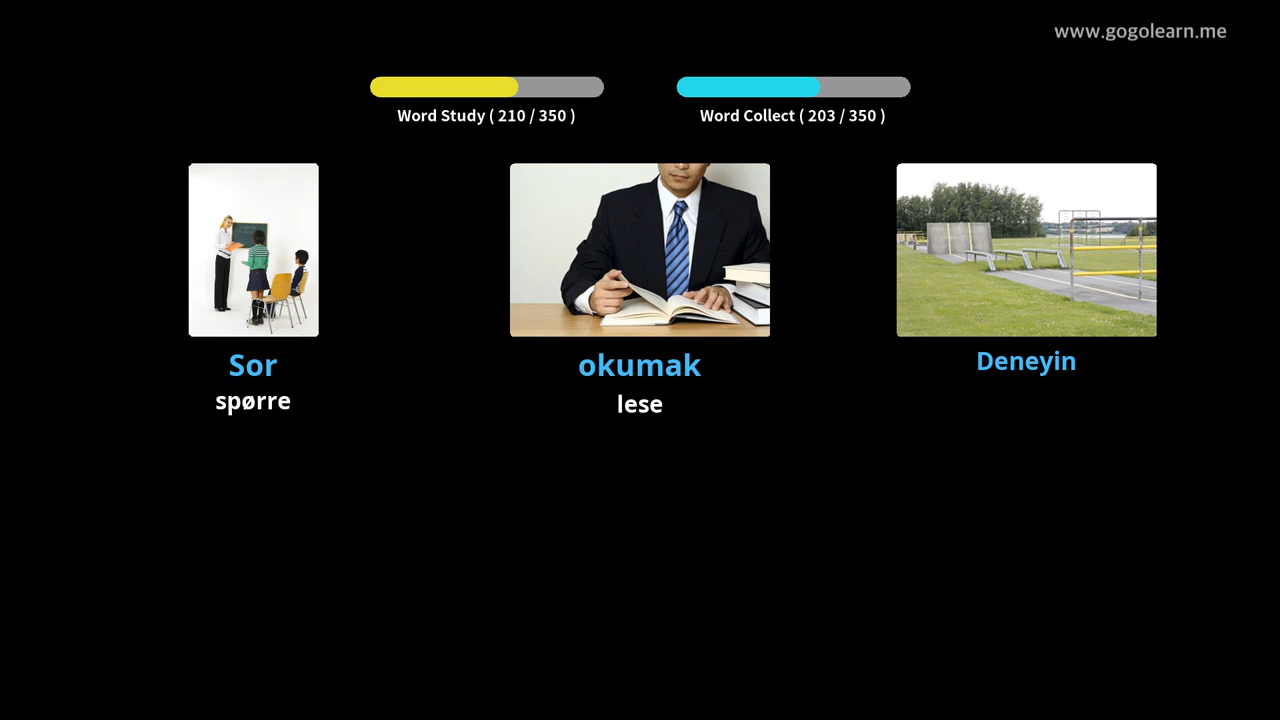 www.gogolearn.me
Word Study ( 210 / 350 )
Word Collect ( 203 / 350 )
Sor
spørre
okumak
lese
Deneyin